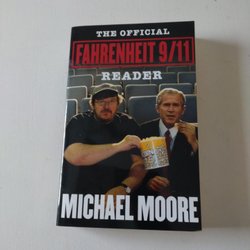 THE OFFICIAL
FAHRENHEIT 9/11
READER
MICHAEL MOORE